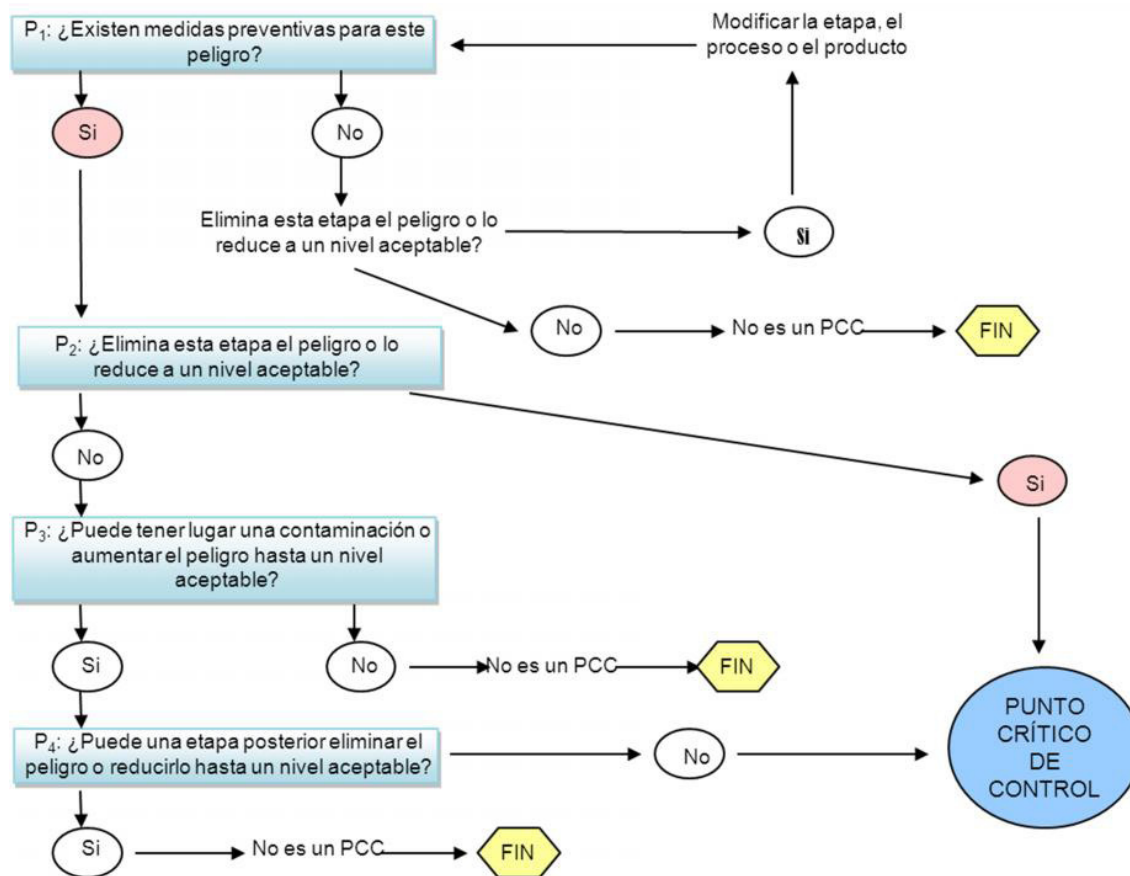 P₁: ¿Existen medidas preventivas para este
peligro?
Modificar la etapa, el
proceso o el producto
Si
No
Elimina esta etapa el peligro o lo
reduce a un nivel aceptable?
Si
No
No es un PCC
FIN
P₂: ¿Elimina esta etapa el peligro o lo
reduce a un nivel aceptable?
No
Si
P₃: ¿Puede tener lugar una contaminación o
aumentar el peligro hasta un nivel
aceptable?
Si
No
No es un PCC
FIN
PUNTO
CRÍTICO
DE
CONTROL
P₄: ¿Puede una etapa posterior eliminar el
peligro o reducirlo hasta un nivel aceptable?
No
Si
No es un PCC
FIN